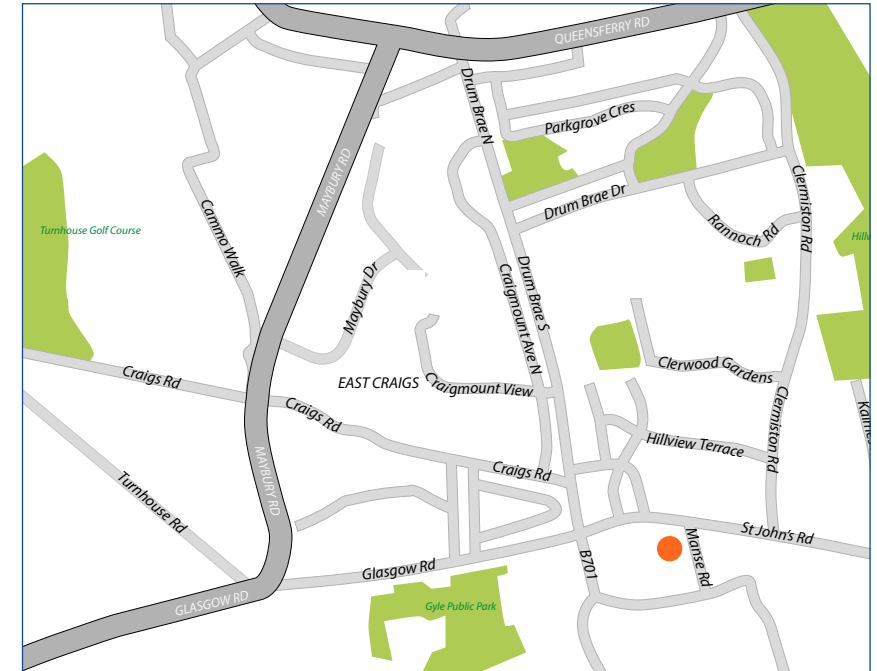 QUEENSFERRY RD
Drum Brae N
Parkgrove Cres
MAYBURY RD
Drum Brae Dr
Clermiston Rd
Rannoch Rd
Turnhouse Golf Course
Cammo Walk
Maybury Dr
Craigmount Ave N
Drum Brae S
Clerwood Gardens
Craigs Rd
EAST CRAIGS
Craigmount View
Craigs Rd
Clermiston Rd
Hillview Terrace
MAYBURY RD
Craigs Rd
Turnhouse Rd
St John's Rd
Manse Rd
B701
Glasgow Rd
GLASGOW RD
Gyle Public Park